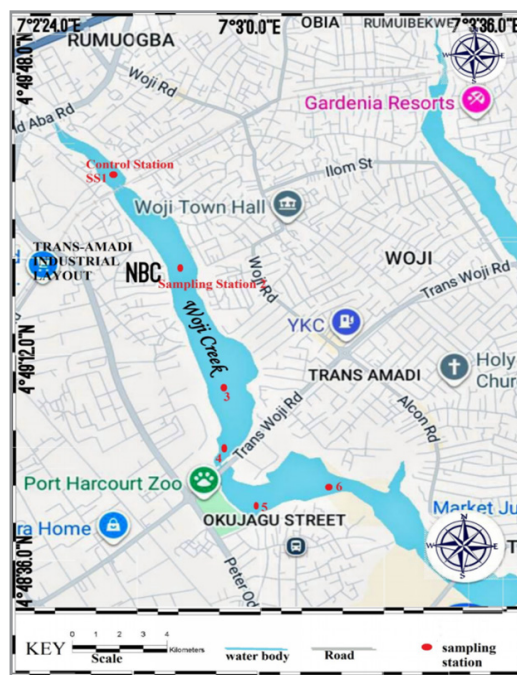 7°2'24.0"E
7°3'0.0"E
7°3'36.0"E
OBIA
RUMUIBEKWE
RUMUOGBA
4°49'48.0"N
Woji Rd
Gardenia Resorts
Aba Rd
Control Station
SS1
Ilom St
Woji Town Hall
TRANS-AMADI
INDUSTRIAL
LAYOUT
NBC
WOJI
Woji Rd
Trans Woji Rd
Sampling Station 2
YKC
Woji Creek
4°49'12.0"N
TRANS AMADI
Holy
Churc
3
Alcon Rd
Trans Woji Rd
4
Port Harcourt Zoo
6
5
OKUJAGU STREET
Market Ju
ra Home
4°48'36.0"N
Peter Od
T
N
W
E
S
KEY
0 1 2 3 4
Kilometers
Scale
water body
Road
sampling
station